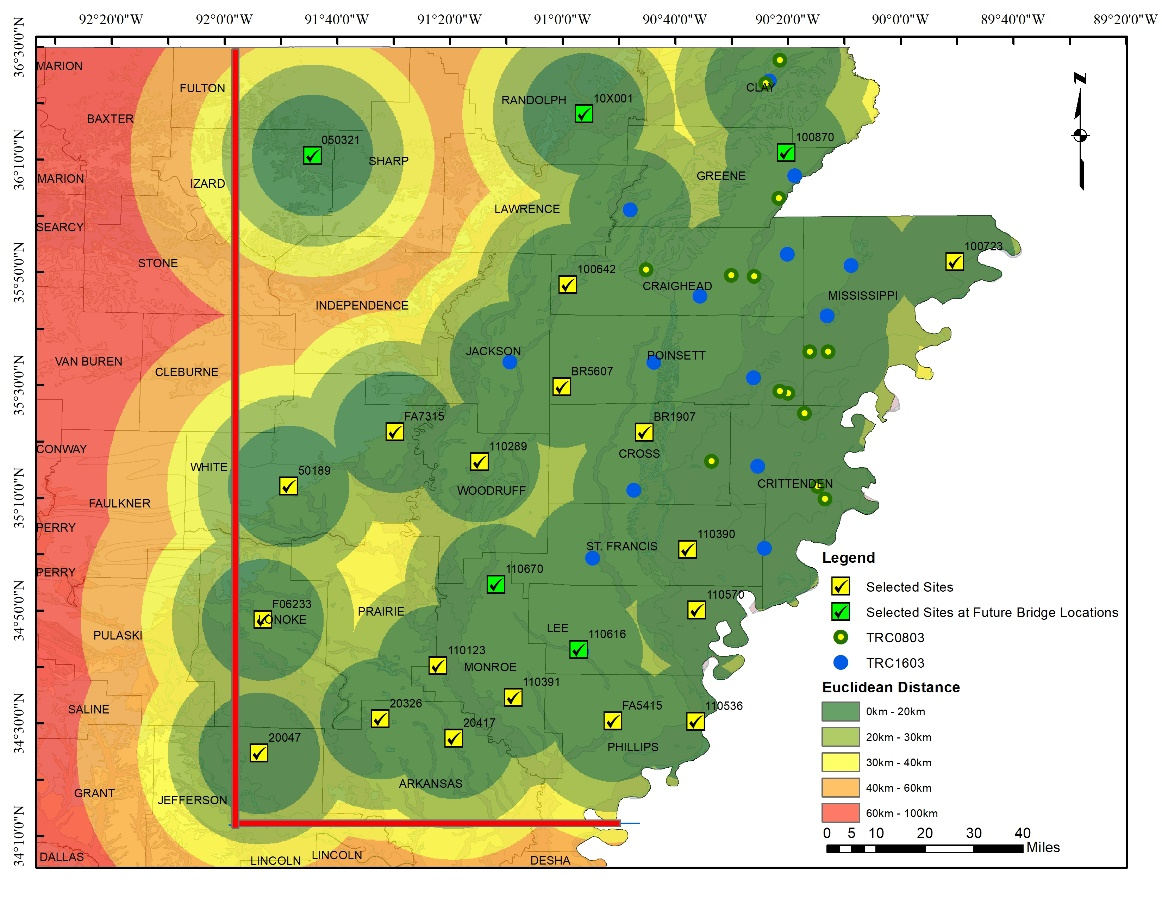 92°20'0"W 92°0'0"W 91°40'0"W 91°20'0"W 91°0'0"W 90°40'0"W 90°20'0"W 90°0'0"W 89°40'0"W 89°20'0"W
36°30'0"N
36°10'0"N
35°50'0"N
35°30'0"N
35°10'0"N
34°50'0"N
34°30'0"N
34°10'0"N
MARION
FULTON
CLAY
RANDOLPH
10X001
BAXTER
050321
100870
SHARP
MARION
IZARD
GREENE
LAWRENCE
SEARCY
100723
STONE
100642
CRAIGHEAD
MISSISSIPPI
INDEPENDENCE
JACKSON
POINSETT
VAN BUREN
CLEBURNE
BR5607
FA7315
BR1907
CONWAY
110289
CROSS
WHITE
50189
WOODRUFF
CRITTENDEN
FAULKNER
PERRY
110390
ST. FRANCIS
PERRY
110670
110570
F06233
LONOKE
PRAIRIE
PULASKI
LEE
110616
110123
MONROE
110391
SALINE
20326
20417
FA5415
110536
20047
PHILLIPS
ARKANSAS
GRANT
JEFFERSON
DALLAS
LINCOLN
LINCOLN
DESHA
N
Legend
Selected Sites
Selected Sites at Future Bridge Locations
TRC0803
TRC1603
Euclidean Distance
0km - 20km
20km - 30km
30km - 40km
40km - 60km
60km - 100km
0 5 10 20 30 40
Miles